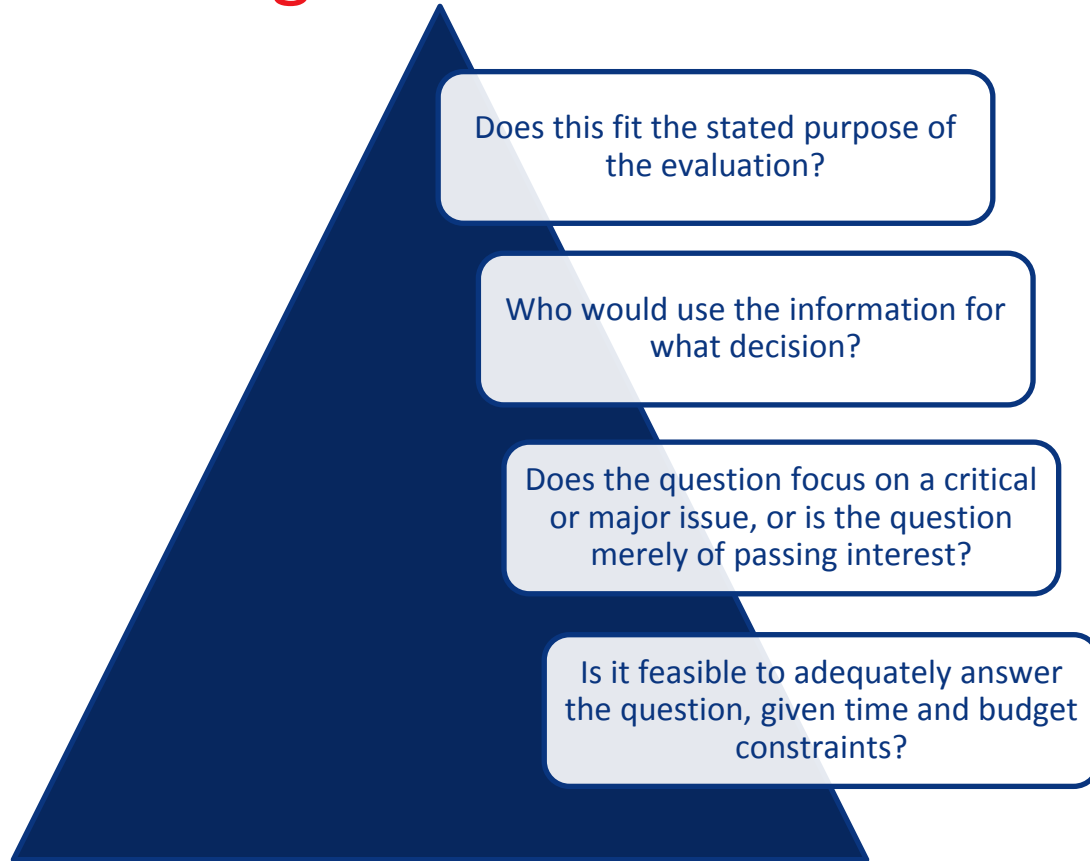 Does this fit the stated purpose of
the evaluation?
Who would use the information for
what decision?
Does the question focus on a critical
or major issue, or is the question
merely of passing interest?
Is it feasible to adequately answer
the question, given time and budget
constraints?